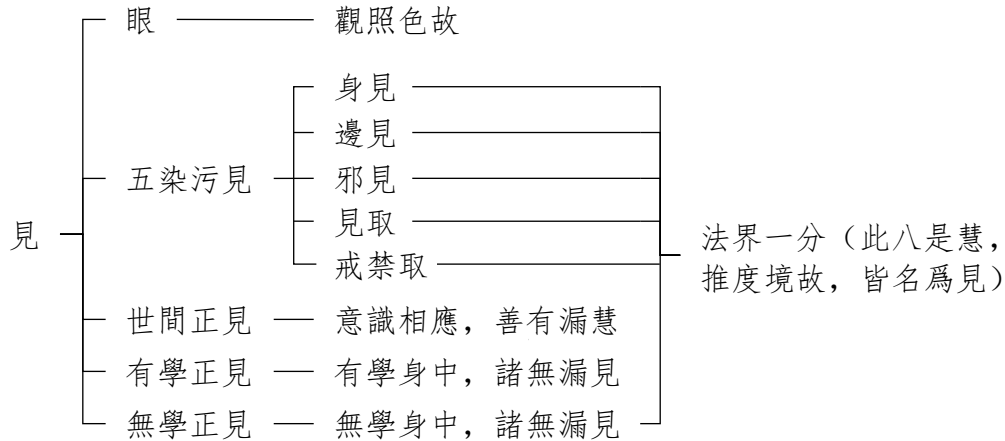 眼 觀照色故
身見
邊見
五染污見 邪見
見取
見
法界一分（此八是慧，
推度境故，皆名爲見）
戒禁取
世間正見 意識相應，善有漏慧
有學正見 有學身中，諸無漏見
無學正見 無學身中，諸無漏見